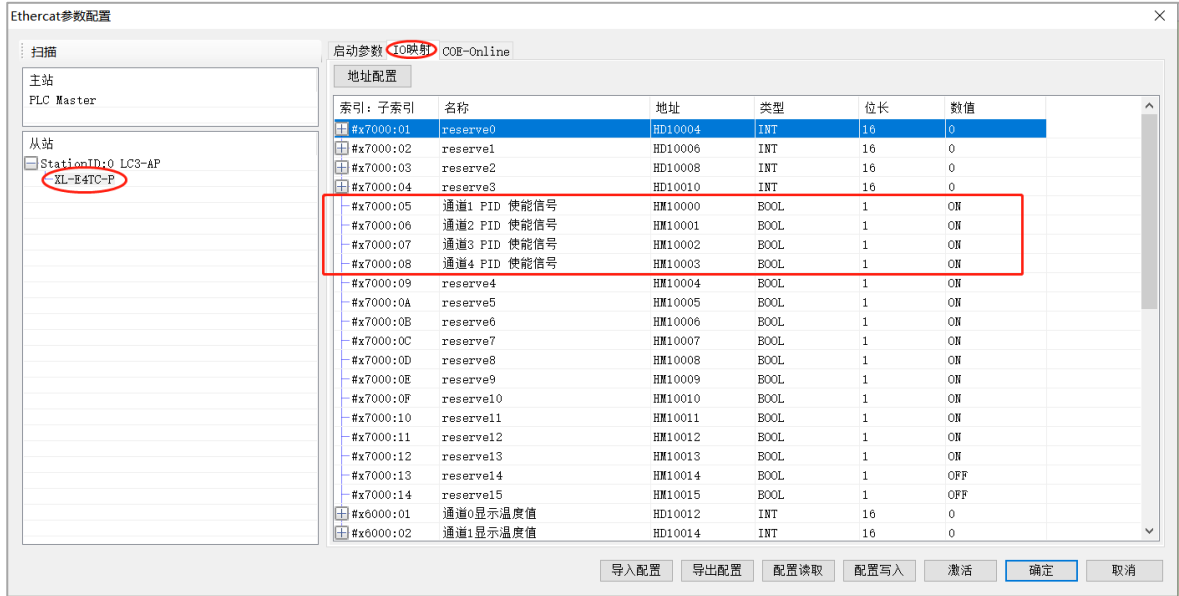 Ethercat参数配置
扫描
主站
PLC Master
从站
StationID:0 LC3-AP
XL-E4TC-P
启动参数 IO映射 COE-Online
地址配置
索引: 子索引 名称 地址 类型 位长 数值
#x7000:01 reserve0 HD10004 INT 16 0
#x7000:02 reserve1 HD10006 INT 16 0
#x7000:03 reserve2 HD10008 INT 16 0
#x7000:04 reserve3 HD10010 INT 16 0
#x7000:05 通道1 PID 使能信号 HM10000 BOOL 1 ON
#x7000:06 通道2 PID 使能信号 HM10001 BOOL 1 ON
#x7000:07 通道3 PID 使能信号 HM10002 BOOL 1 ON
#x7000:08 通道4 PID 使能信号 HM10003 BOOL 1 ON
#x7000:09 reserve4 HM10004 BOOL 1 ON
#x7000:0A reserve5 HM10005 BOOL 1 ON
#x7000:0B reserve6 HM10006 BOOL 1 ON
#x7000:0C reserve7 HM10007 BOOL 1 ON
#x7000:0D reserve8 HM10008 BOOL 1 ON
#x7000:0E reserve9 HM10009 BOOL 1 ON
#x7000:0F reserve10 HM10010 BOOL 1 ON
#x7000:10 reserve11 HM10011 BOOL 1 ON
#x7000:11 reserve12 HM10012 BOOL 1 ON
#x7000:12 reserve13 HM10013 BOOL 1 ON
#x7000:13 reserve14 HM10014 BOOL 1 OFF
#x7000:14 reserve15 HM10015 BOOL 1 OFF
#x6000:01 通道0显示温度值 HD10012 INT 16 0
#x6000:02 通道1显示温度值 HD10014 INT 16 0
导入配置 导出配置 配置读取 配置写入 激活 确定 取消